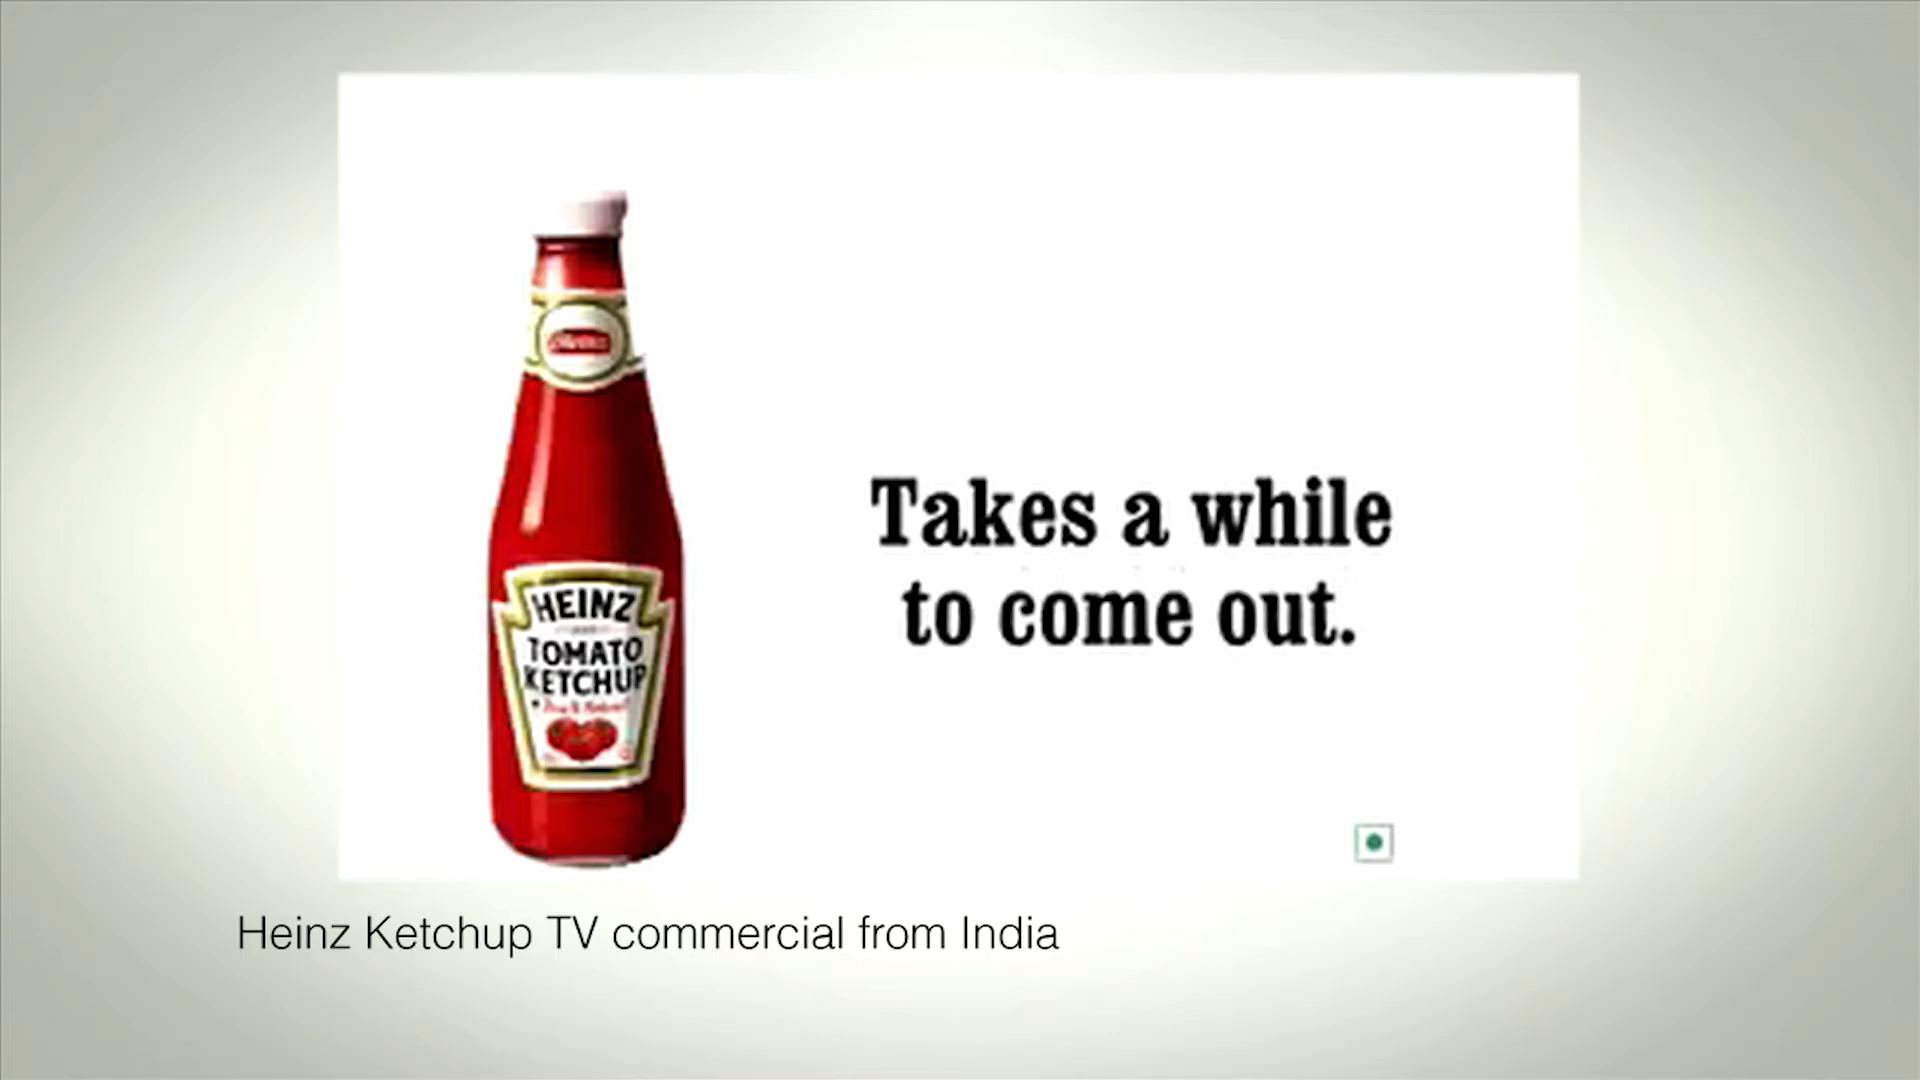 Takes a while
to come out.
HEINZ
TOMATO
KETCHUP
Heinz Ketchup TV commercial from India